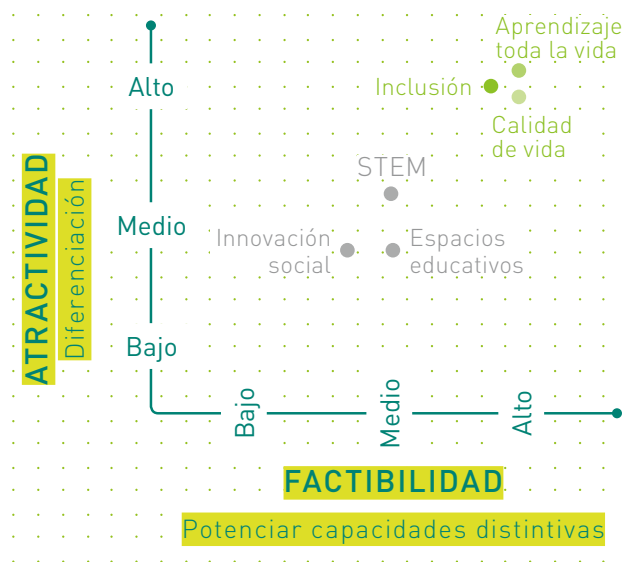 Aprendizaje
toda la vida
Alto
Inclusión
Calidad
de vida
STEM
ATRACTIVIDAD
Diferenciación
Medio
Innovación
social
Espacios
educativos
Bajo
Bajo
Medio
Alto
FACTIBILIDAD
Potenciar capacidades distintivas